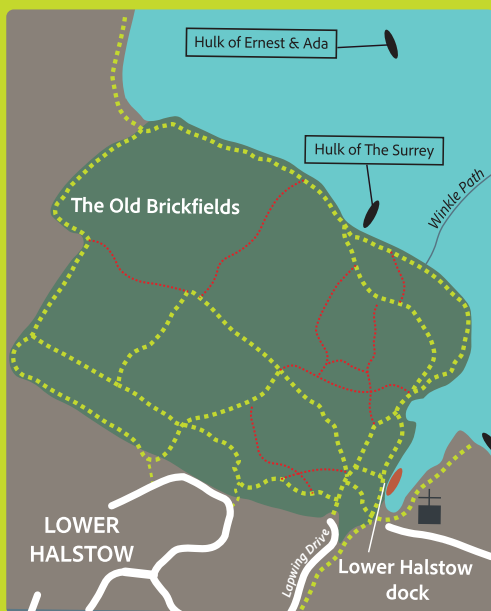 Hulk of Ernest & Ada
Hulk of The Surrey
Winkle Path
The Old Brickfields
LOWER
HALSTOW
Lapwing Drive
Lower Halstow
dock